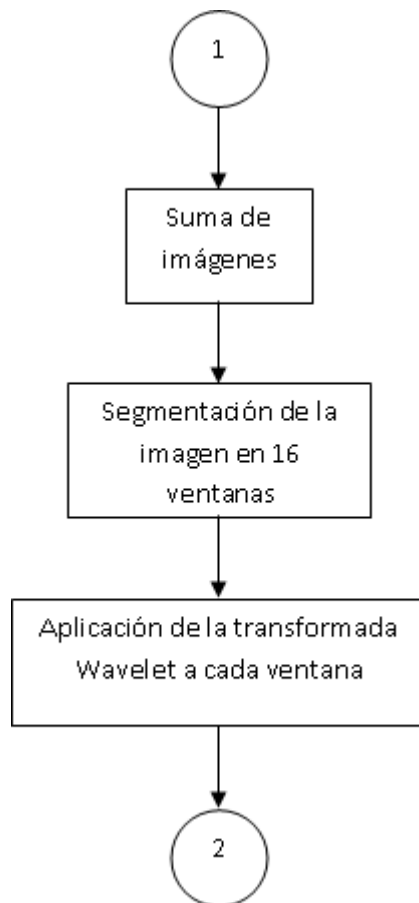 1
Suma de
imágenes
Segmentación de la
imagen en 16
ventanas
Aplicación de la transformada
Wavelet a cada ventana
2